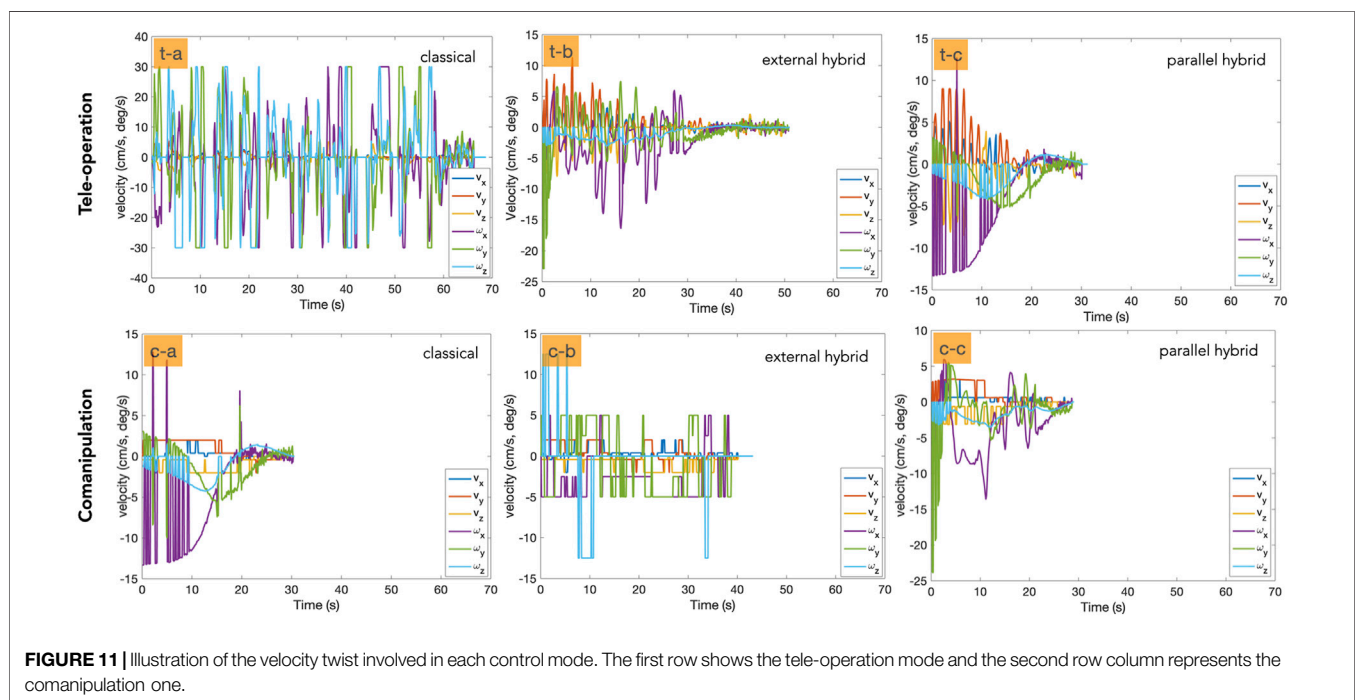 Tele-operation
t-a
classical
velocity (cm/s, deg/s)
40
30
20
10
0
-10
-20
-30
-40
0 10 20 30 40 50 60 70
Time (s)
v_x
v_y
v_z
ω_x
ω_y
ω_z
t-b
external hybrid
Velocity (cm/s, deg/s)
15
10
5
0
-5
-10
-15
-20
-25
0 10 20 30 40 50 60 70
Time (s)
v_x
v_y
v_z
ω_x
ω_y
ω_z
t-c
parallel hybrid
velocity (cm/s, deg/s)
15
10
5
0
-5
-10
-15
0 10 20 30 40 50 60 70
Time (s)
v_x
v_y
v_z
ω_x
ω_y
ω_z
Comanipulation
c-a
classical
velocity (cm/s, deg/s)
15
10
5
0
-5
-10
-15
0 10 20 30 40 50 60 70
Time (s)
v_x
v_y
v_z
ω_x
ω_y
ω_z
c-b
external hybrid
velocity (cm/s, deg/s)
15
10
5
0
-5
-10
-15
0 10 20 30 40 50 60 70
Time (s)
v_x
v_y
v_z
ω_x
ω_y
ω_z
c-c
parallel hybrid
velocity (cm/s, deg/s)
10
5
0
-5
-10
-15
-20
-25
0 10 20 30 40 50 60 70
Time (s)
v_x
v_y
v_z
ω_x
ω_y
ω_z
FIGURE 11 | Illustration of the velocity twist involved in each control mode. The first row shows the tele-operation mode and the second row column represents the
comanipulation one.